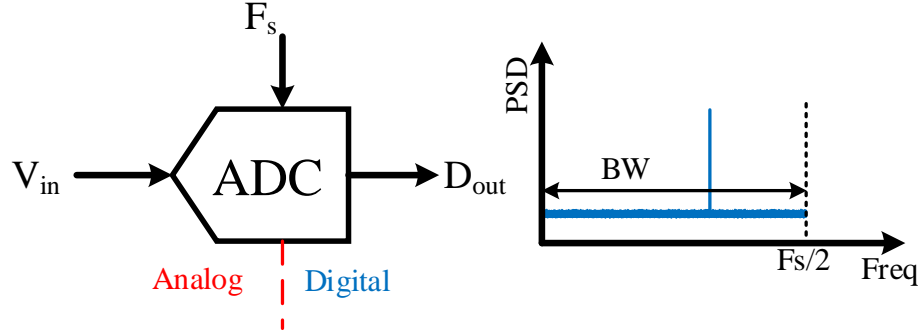 Fs
Vin
ADC
Dout
Analog
Digital
PSD
BW
Fs/2
Freq